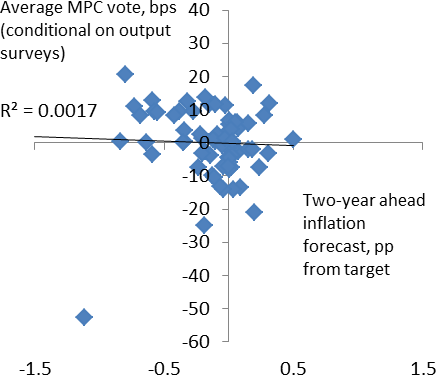 Average MPC vote, bps
(conditional on output
surveys)
R² = 0.0017
40
30
20
10
0
-10
-20
-30
-40
-50
-60
Two-year ahead
inflation
forecast, pp
from target
-1.5
-0.5
0.5
1.5